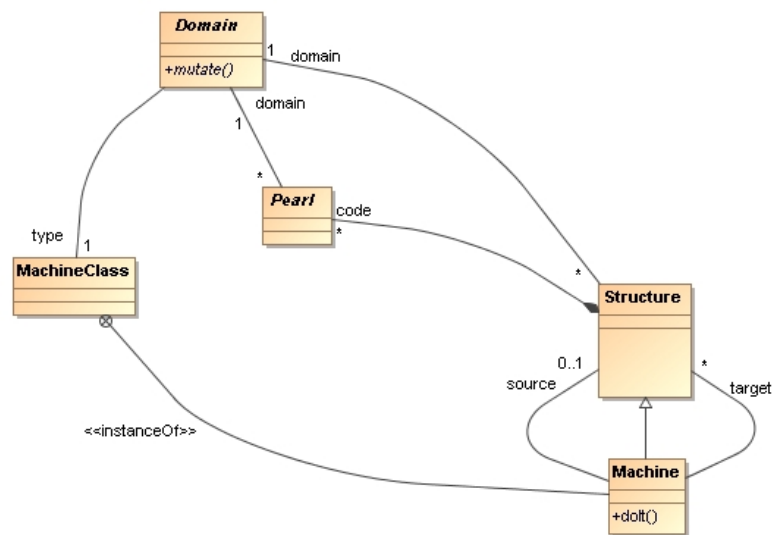 Domain
+mutate()
1
domain
domain
1
*
Pearl
code
*
type
1
MachineClass
*
Structure
0..1
*
source
target
<<instanceOf>>
Machine
+doIt()